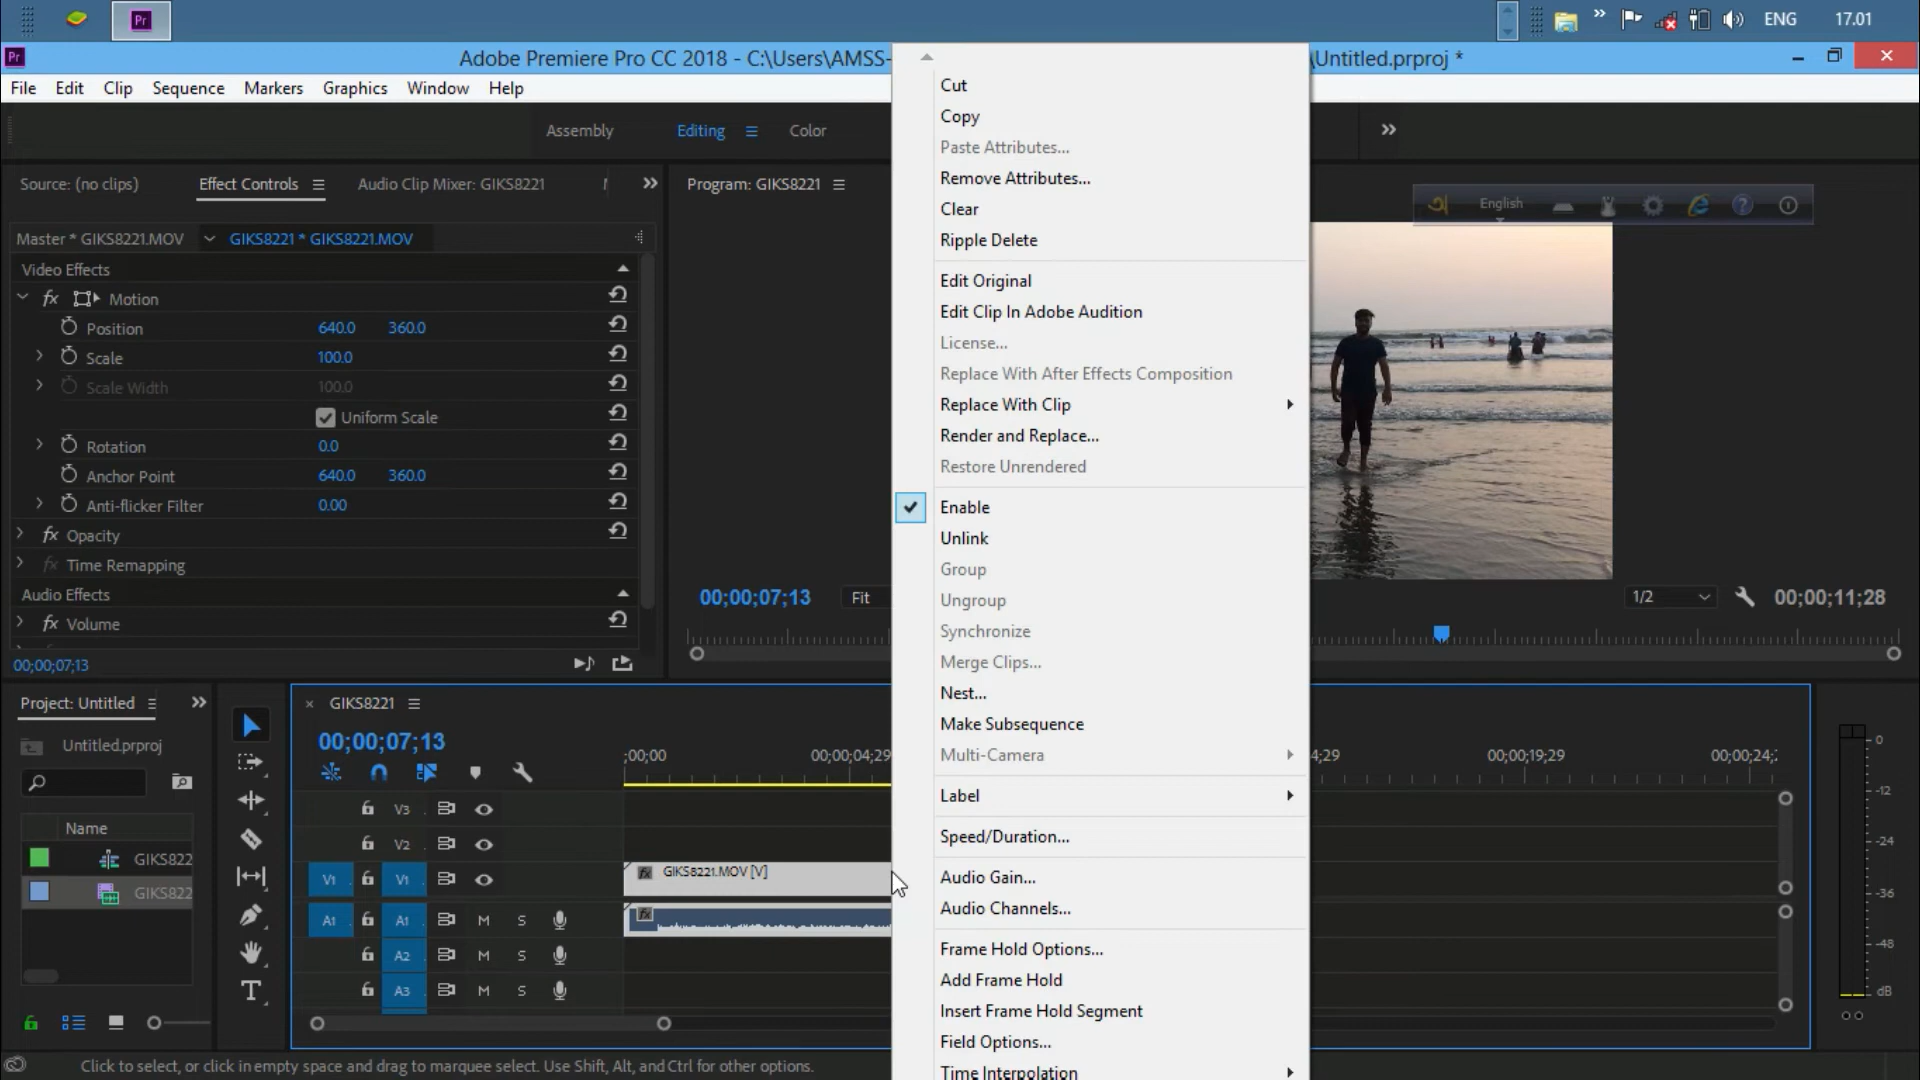 Pr
ENG
17.01
Pr
Adobe Premiere Pro CC 2018 - C:\Users\AMSS-
\Untitled.prproj *
File Edit Clip Sequence Markers Graphics Window Help
Assembly
Editing
Color
Source: (no clips)
Effect Controls
Audio Clip Mixer: GIKS8221
Program: GIKS8221
English
Master * GIKS8221.MOV
GIKS8221 * GIKS8221.MOV
Video Effects
fx Motion
Position 640.0 360.0
Scale 100.0
Scale Width 100.0
Uniform Scale
Rotation 0.0
Anchor Point 640.0 360.0
Anti-flicker Filter 0.00
fx Opacity
fx Time Remapping
Audio Effects
fx Volume
00;00;07;13
00;00;07;13
Fit
1/2
00;00;11;28
Cut
Copy
Paste Attributes...
Remove Attributes...
Clear
Ripple Delete
Edit Original
Edit Clip In Adobe Audition
License...
Replace With After Effects Composition
Replace With Clip
Render and Replace...
Restore Unrendered
Enable
Unlink
Group
Ungroup
Synchronize
Merge Clips...
Nest...
Make Subsequence
Multi-Camera
Label
Speed/Duration...
Audio Gain...
Audio Channels...
Frame Hold Options...
Add Frame Hold
Insert Frame Hold Segment
Field Options...
Time Interpolation
Project: Untitled
Untitled.prproj
Name
GIKS822
GIKS822
GIKS8221
00;00;07;13
;00;00
00;00;04;29
4;29
00;00;19;29
00;00;24;
V3
V2
V1 V1
fx GIKS8221.MOV [V]
A1 A1 M S
fx
A2 M S
A3 M S
T
0
-12
-24
-36
-48
dB
Click to select, or click in empty space and drag to marquee select. Use Shift, Alt, and Ctrl for other options.